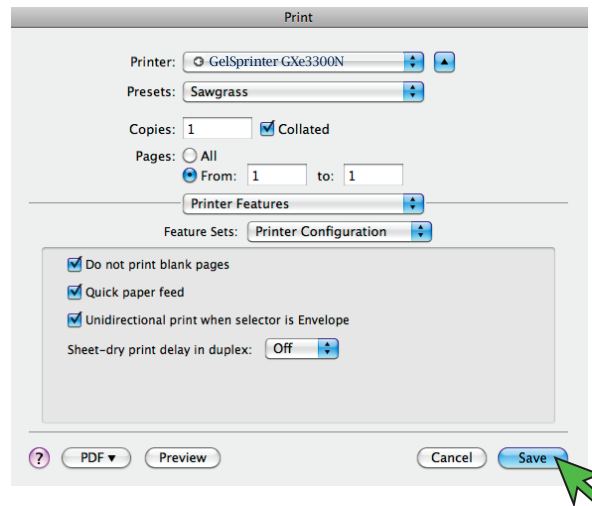 Print
Printer: GelSprinter GXe3300N
Presets: Sawgrass
Copies: 1 Collated
Pages: All
From: 1 to: 1
Printer Features
Feature Sets: Printer Configuration
Do not print blank pages
Quick paper feed
Unidirectional print when selector is Envelope
Sheet-dry print delay in duplex: Off
? PDF▼ Preview Cancel Save